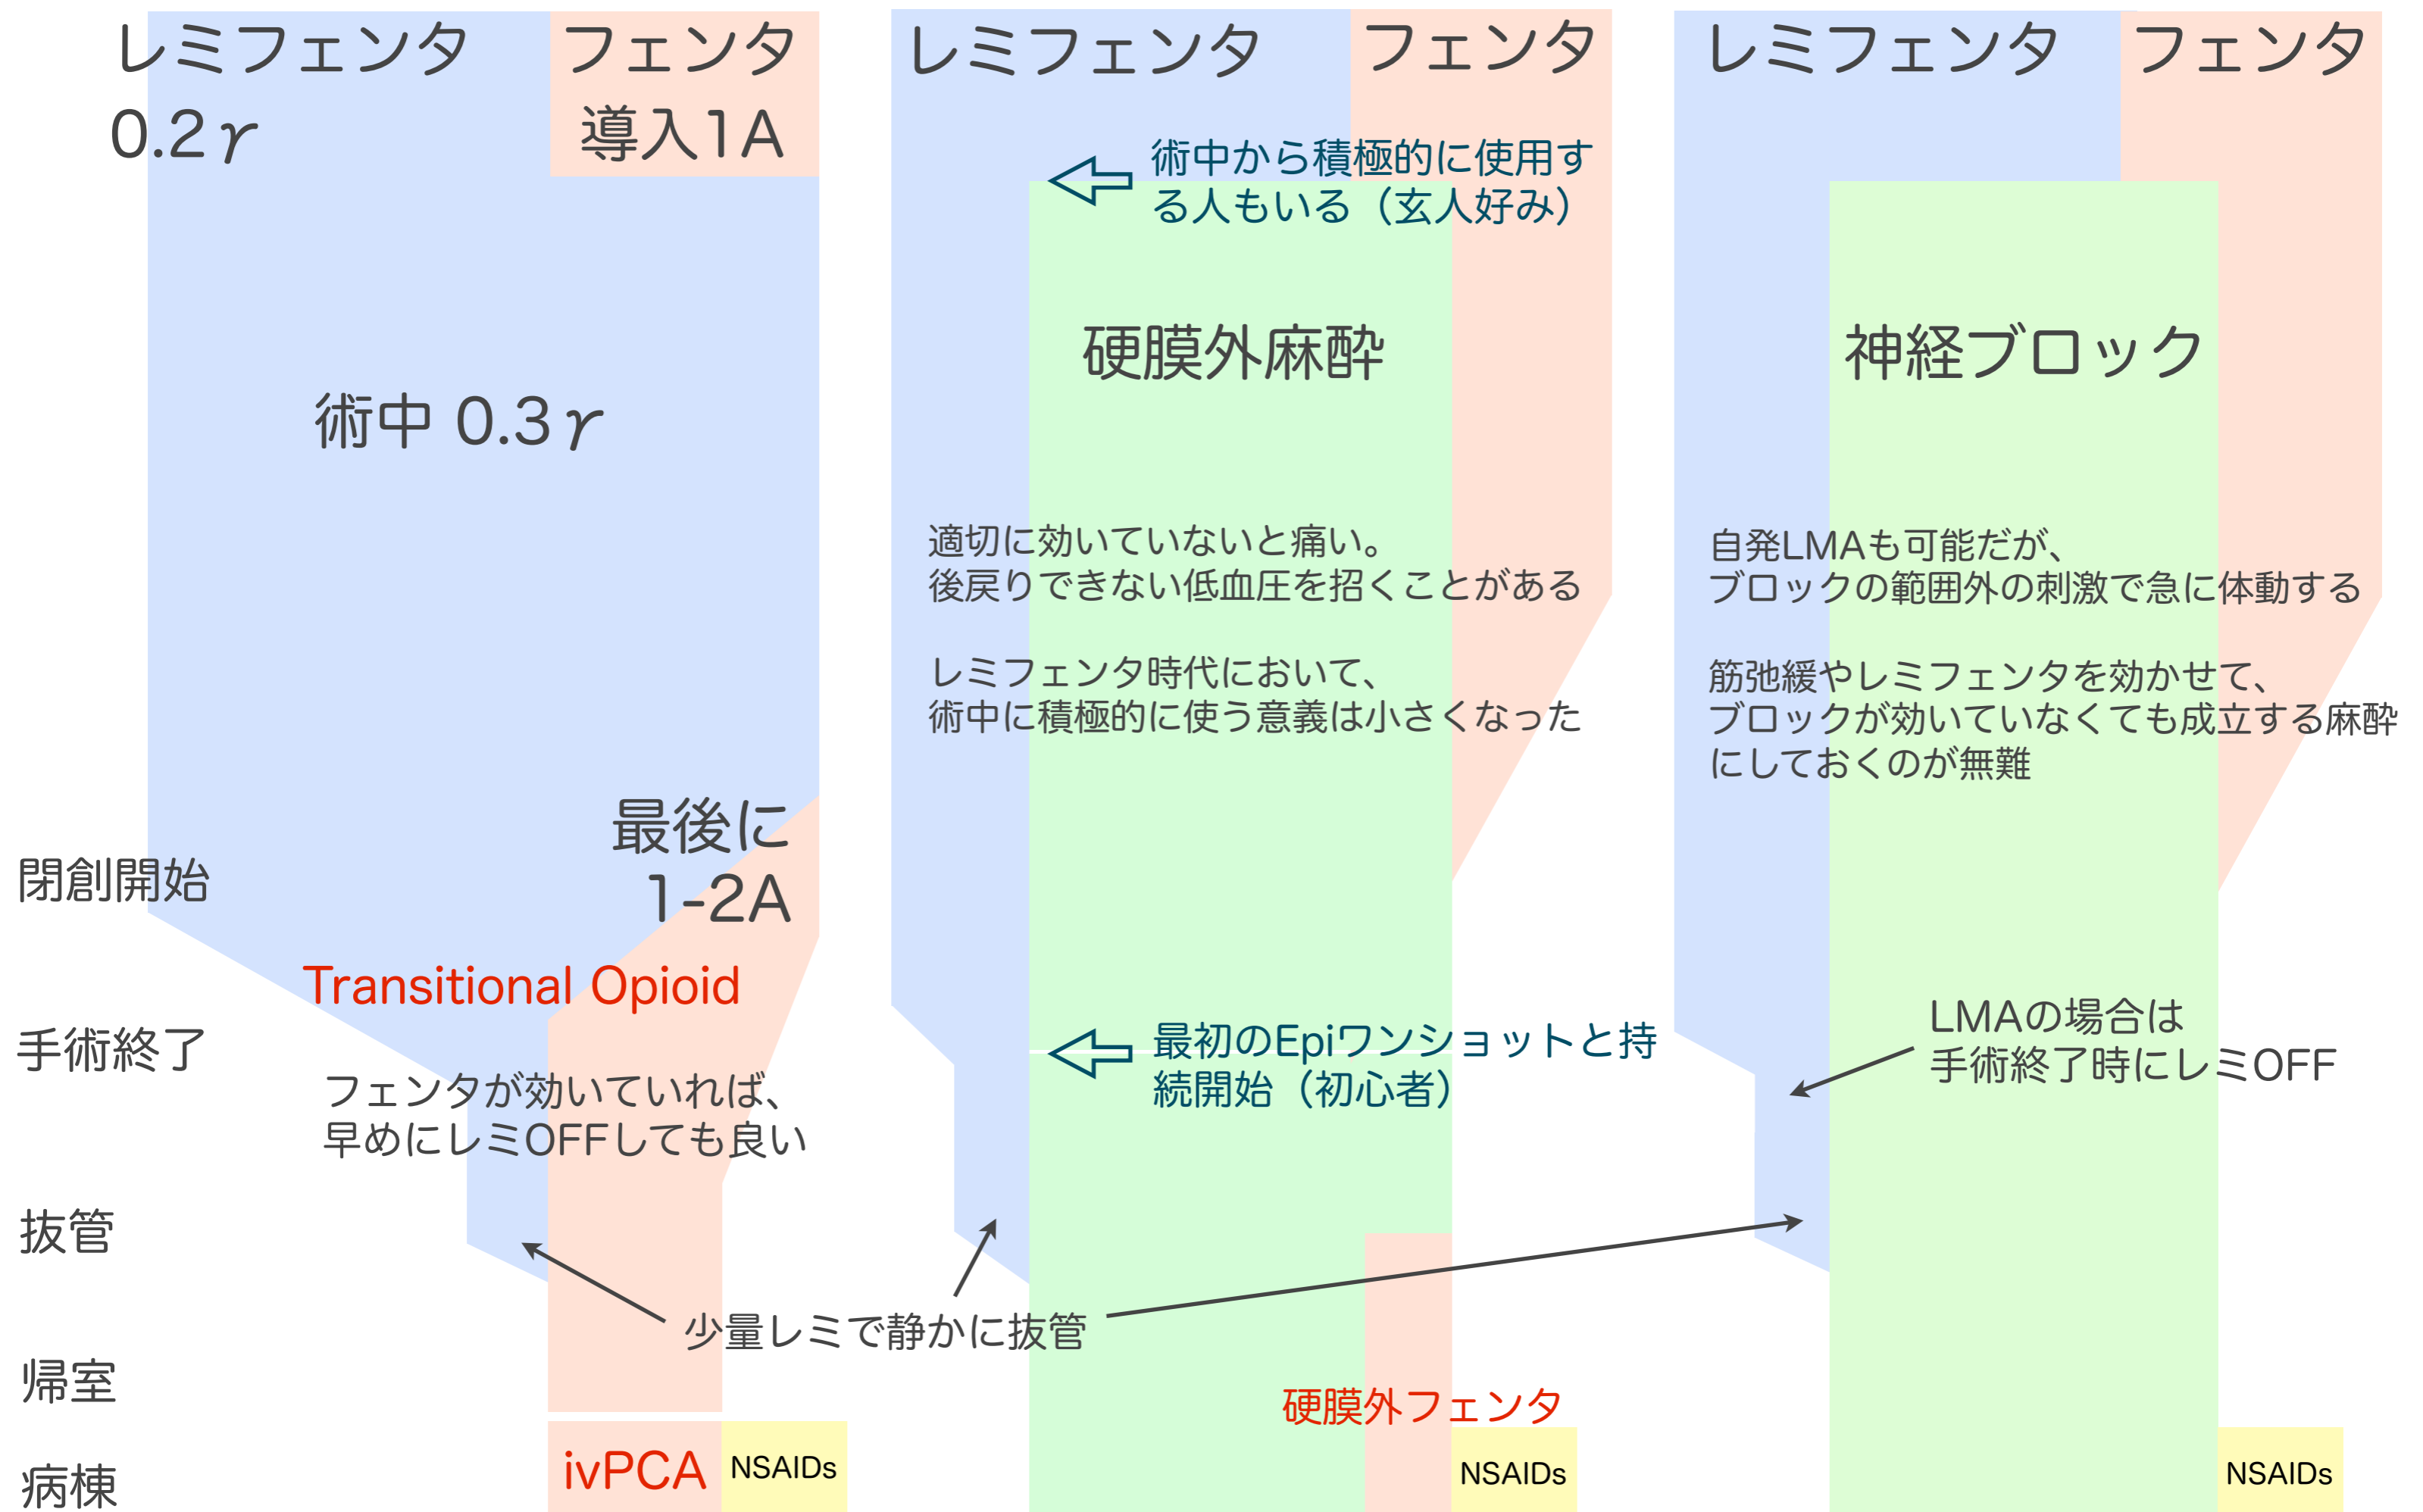 レミフェンタ
フェンタ
0.2γ
導入1A
術中 0.3γ
最後に
1-2A
閉創開始
Transitional Opioid
手術終了
フェンタが効いていれば、
早めにレミOFFしても良い
抜管
少量レミで静かに抜管
帰室
病棟
ivPCA
NSAIDs
レミフェンタ
フェンタ
術中から積極的に使用す
る人もいる（玄人好み）
硬膜外麻酔
適切に効いていないと痛い。
後戻りできない低血圧を招くことがある
レミフェンタ時代において、
術中に積極的に使う意義は小さくなった
最初のEpiワンショットと持
続開始（初心者）
硬膜外フェンタ
NSAIDs
レミフェンタ
フェンタ
神経ブロック
自発LMAも可能だが、
ブロックの範囲外の刺激で急に体動する
筋弛緩やレミフェンタを効かせて、
ブロックが効いていなくても成立する麻酔
にしておくのが無難
LMAの場合は
手術終了時にレミOFF
NSAIDs